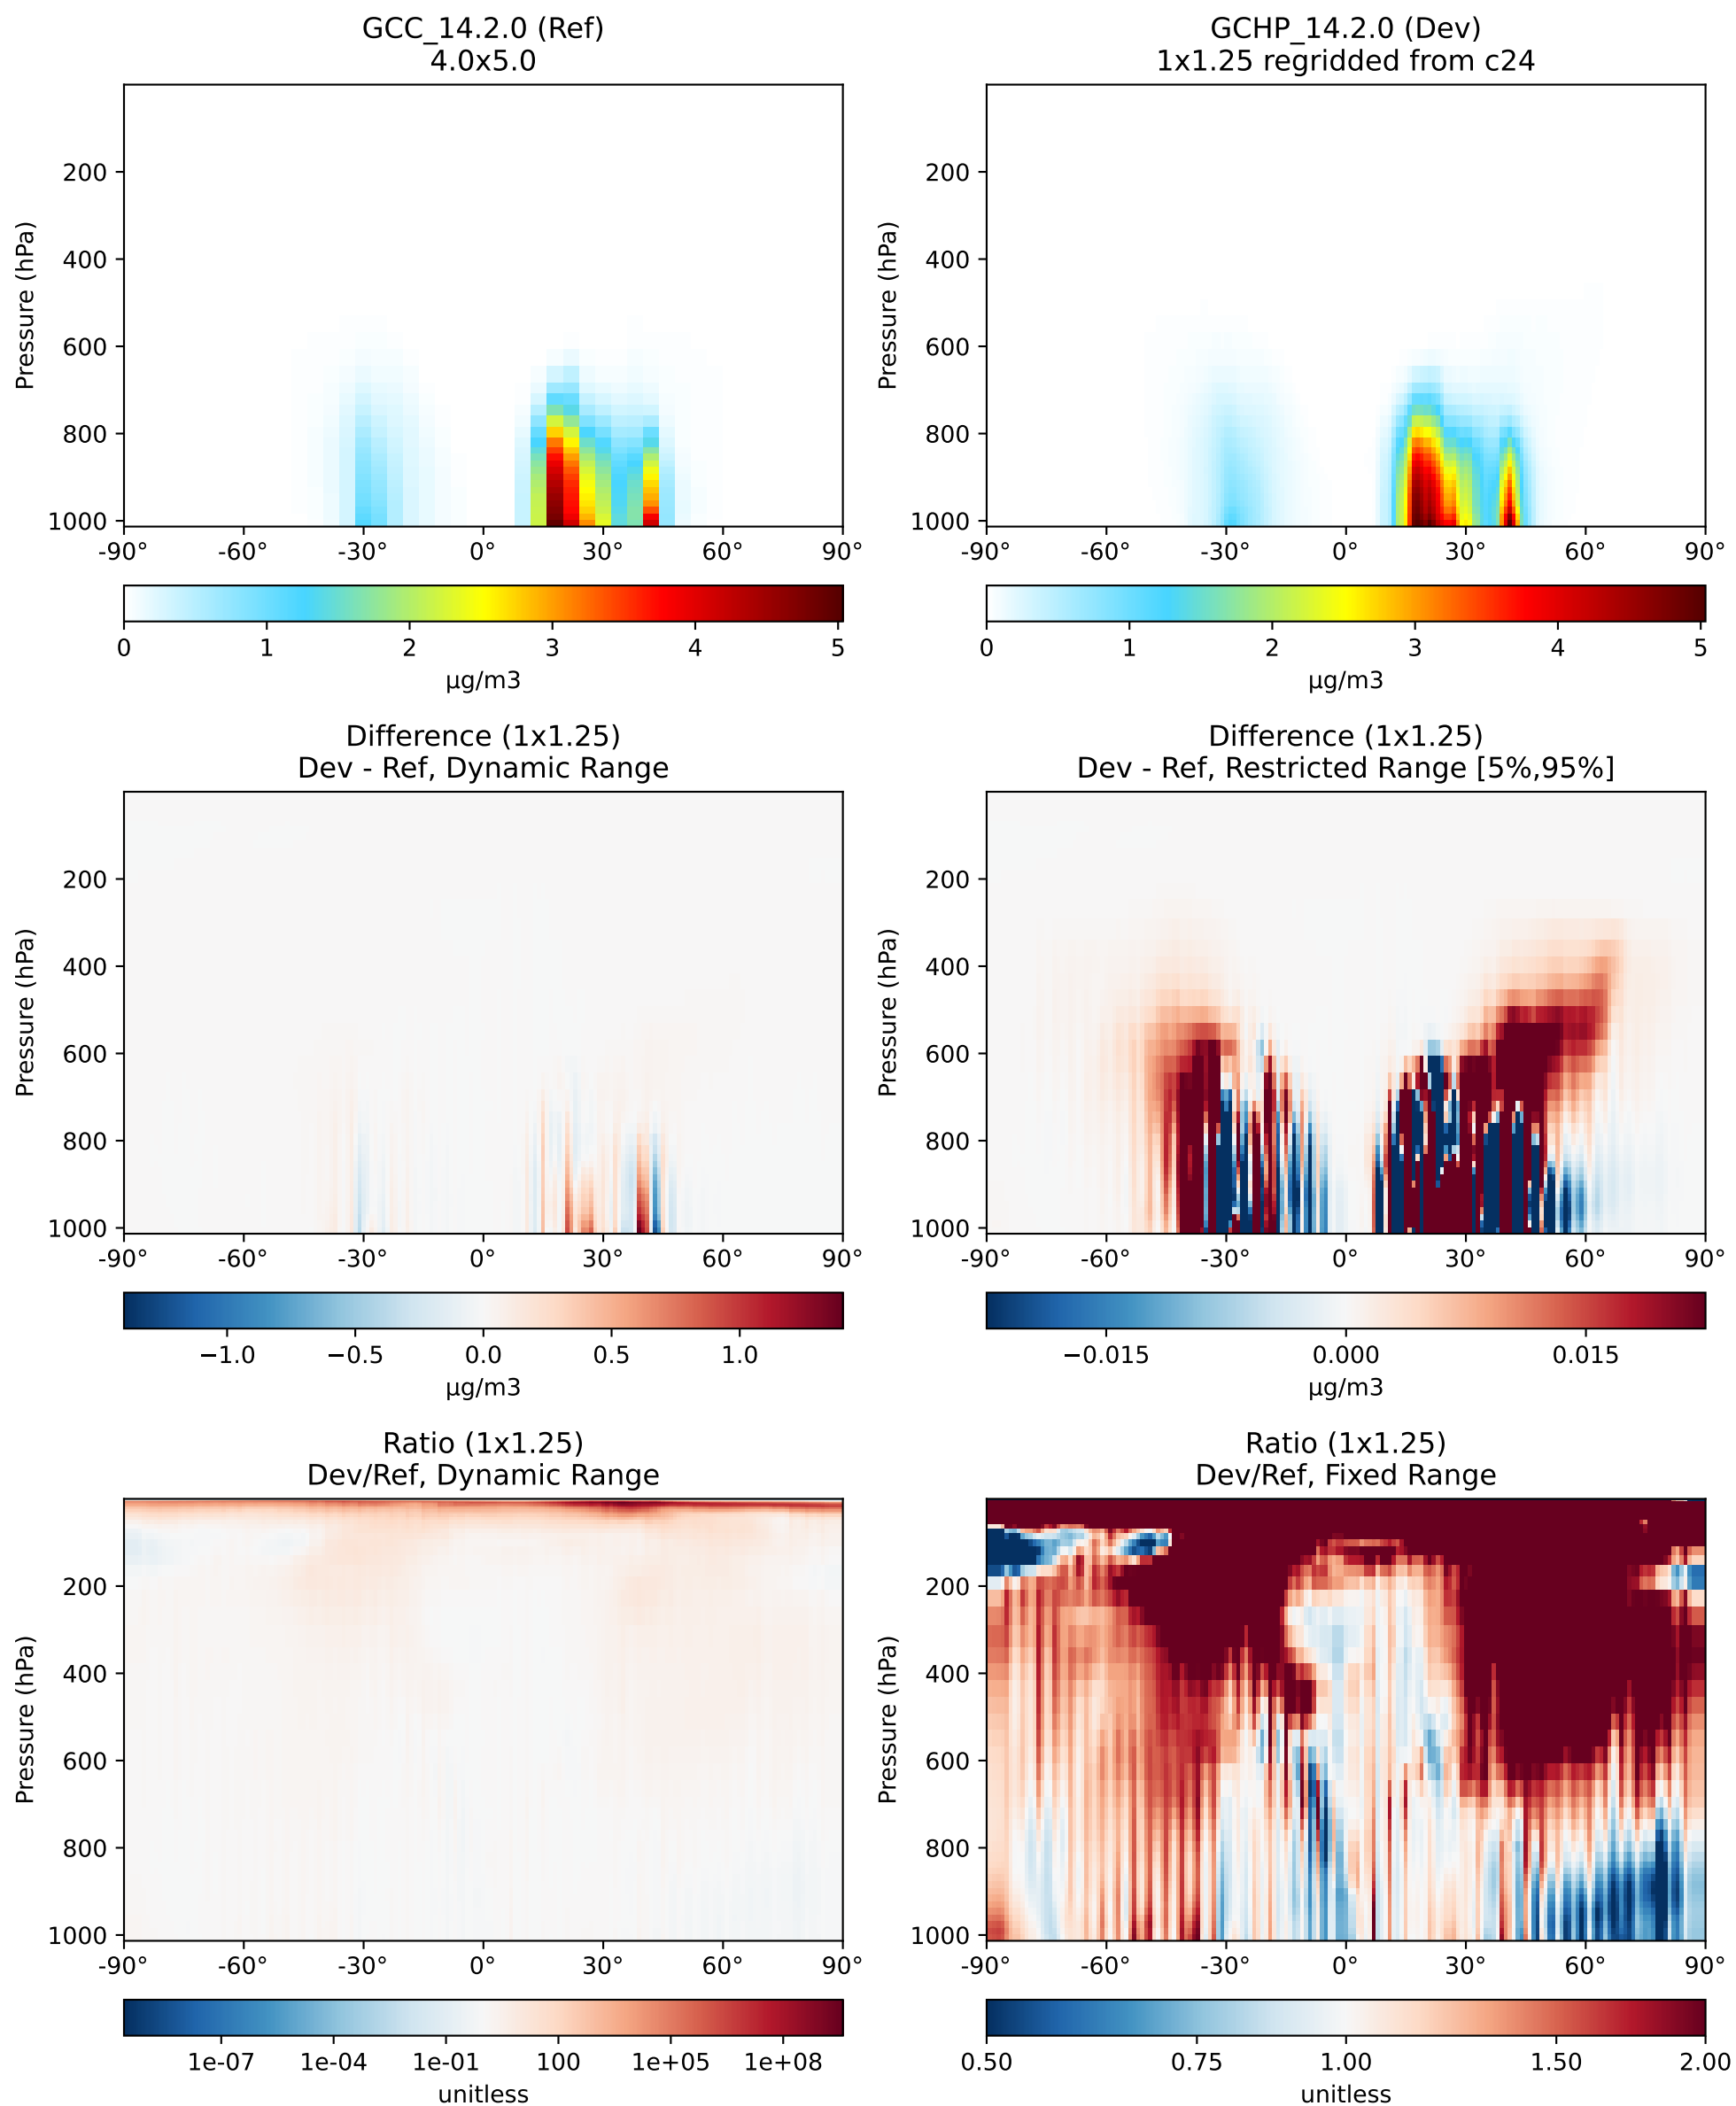 GCC_14.2.0 (Ref)
4.0x5.0
Pressure (hPa)
200
400
600
800
1000
-90° -60° -30° 0° 30° 60° 90°
0 1 2 3 4 5
μg/m3
GCHP_14.2.0 (Dev)
1x1.25 regridded from c24
Pressure (hPa)
200
400
600
800
1000
-90° -60° -30° 0° 30° 60° 90°
0 1 2 3 4 5
μg/m3
Difference (1x1.25)
Dev - Ref, Dynamic Range
Pressure (hPa)
200
400
600
800
1000
-90° -60° -30° 0° 30° 60° 90°
−1.0 −0.5 0.0 0.5 1.0
μg/m3
Difference (1x1.25)
Dev - Ref, Restricted Range [5%,95%]
Pressure (hPa)
200
400
600
800
1000
-90° -60° -30° 0° 30° 60° 90°
−0.015 0.000 0.015
μg/m3
Ratio (1x1.25)
Dev/Ref, Dynamic Range
Pressure (hPa)
200
400
600
800
1000
-90° -60° -30° 0° 30° 60° 90°
1e-07 1e-04 1e-01 100 1e+05 1e+08
unitless
Ratio (1x1.25)
Dev/Ref, Fixed Range
Pressure (hPa)
200
400
600
800
1000
-90° -60° -30° 0° 30° 60° 90°
0.50 0.75 1.00 1.50 2.00
unitless